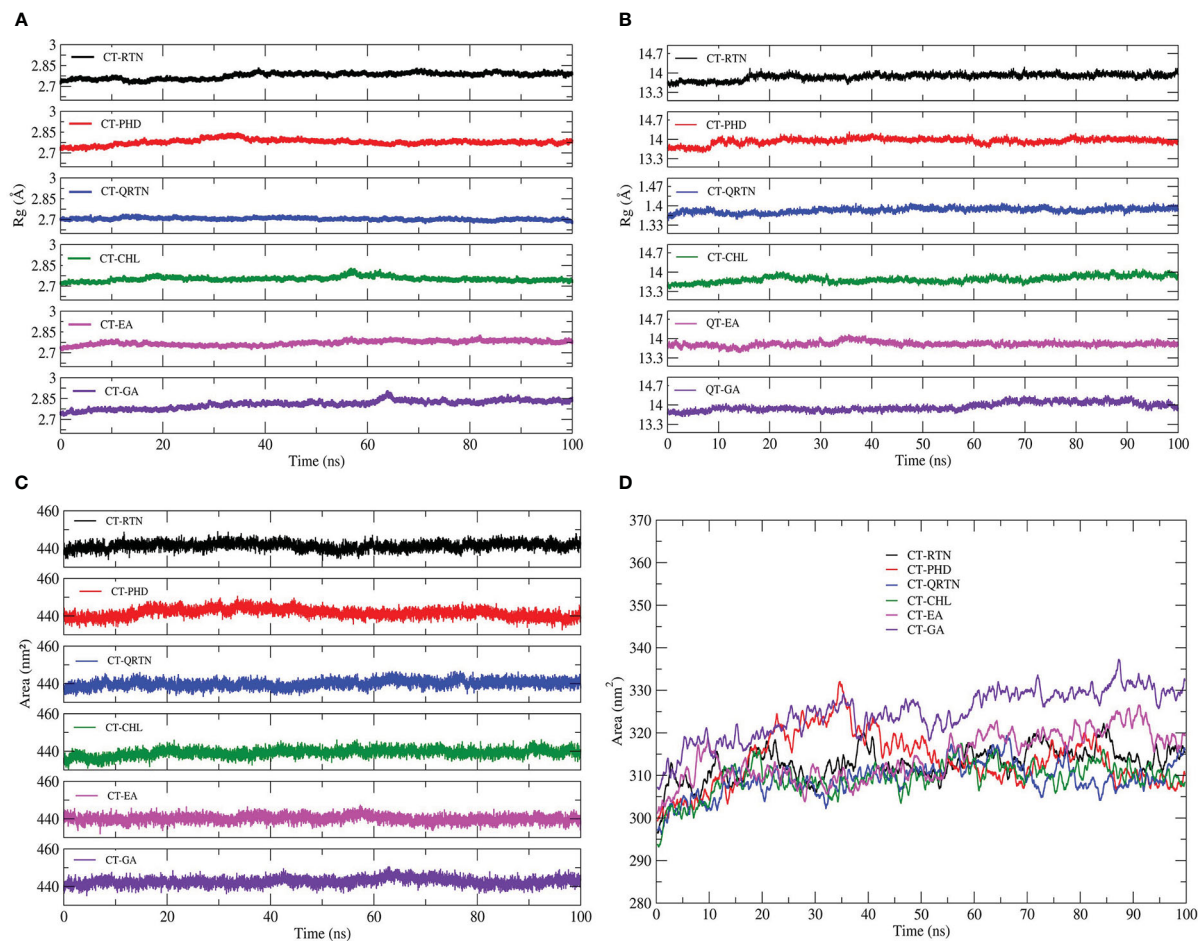 A
3
2.85
2.7
CT-RTN
3
2.85
2.7
CT-PHD
3
2.85
2.7
CT-QRTN
3
2.85
2.7
CT-CHL
3
2.85
2.7
CT-EA
3
2.85
2.7
CT-GA
Rg (Å)
0 20 40 60 80 100
Time (ns)
B
14.7
14
13.3
CT-RTN
14.7
14
13.3
CT-PHD
1.47
1.4
1.33
CT-QRTN
14.7
14
13.3
CT-CHL
14.7
14
13.3
QT-EA
14.7
14
13.3
QT-GA
Rg (Å)
0 10 20 30 40 50 60 70 80 90 100
Time (ns)
C
460
440
CT-RTN
460
440
CT-PHD
460
440
CT-QRTN
460
440
CT-CHL
460
440
CT-EA
460
440
CT-GA
Area (nm²)
0 20 40 60 80 100
Time (ns)
D
370
360
350
340
330
320
310
300
290
280
Area (nm²)
CT-RTN
CT-PHD
CT-QRTN
CT-CHL
CT-EA
CT-GA
0 10 20 30 40 50 60 70 80 90 100
Time (ns)